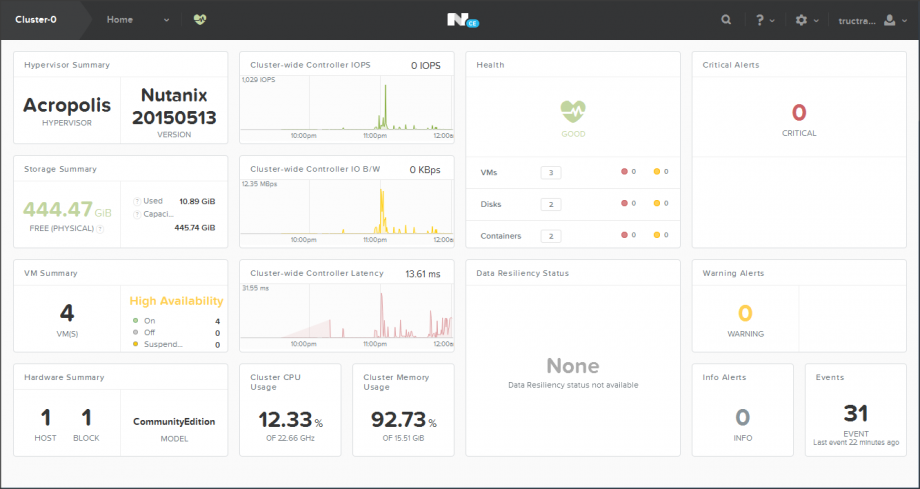 Cluster-0
Home
N CE
?
tructra...
Hypervisor Summary
Acropolis
HYPERVISOR
Nutanix
20150513
VERSION
Cluster-wide Controller IOPS 0 IOPS
1,029 IOPS
10:00pm 11:00pm 12:00a
Health
GOOD
VMs 3 0 0
Disks 2 0 0
Containers 2 0 0
Critical Alerts
0
CRITICAL
Storage Summary
444.47 GiB
FREE (PHYSICAL) ?
? Used 10.89 GiB
? Capaci...
445.74 GiB
Cluster-wide Controller IO B/W 0 KBps
12.35 MBps
10:00pm 11:00pm 12:00a
VM Summary
4
VM(S)
High Availability
On 4
Off 0
Suspend... 0
Cluster-wide Controller Latency 13.61 ms
31.55 ms
10:00pm 11:00pm 12:00a
Data Resiliency Status
None
Data Resiliency status not available
Warning Alerts
0
WARNING
Hardware Summary
1
HOST
1
BLOCK
CommunityEdition
MODEL
Cluster CPU
Usage
12.33 %
OF 22.66 GHz
Cluster Memory
Usage
92.73 %
OF 15.51 GiB
Info Alerts
0
INFO
Events
31
EVENT
Last event 22 minutes ago